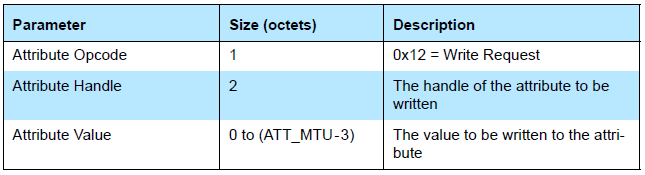 Parameter Size (octets) Description
Attribute Opcode 1 0x12 = Write Request
Attribute Handle 2 The handle of the attribute to be
written
Attribute Value 0 to (ATT_MTU-3) The value to be written to the attri-
bute